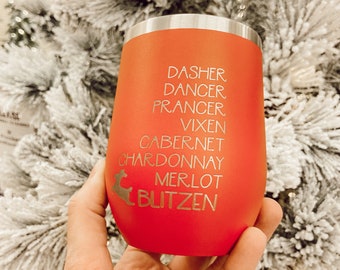 DASHER
DANCER
PRANCER
VIXEN
CABERNET
CHARDONNAY
MERLOT
BLITZEN